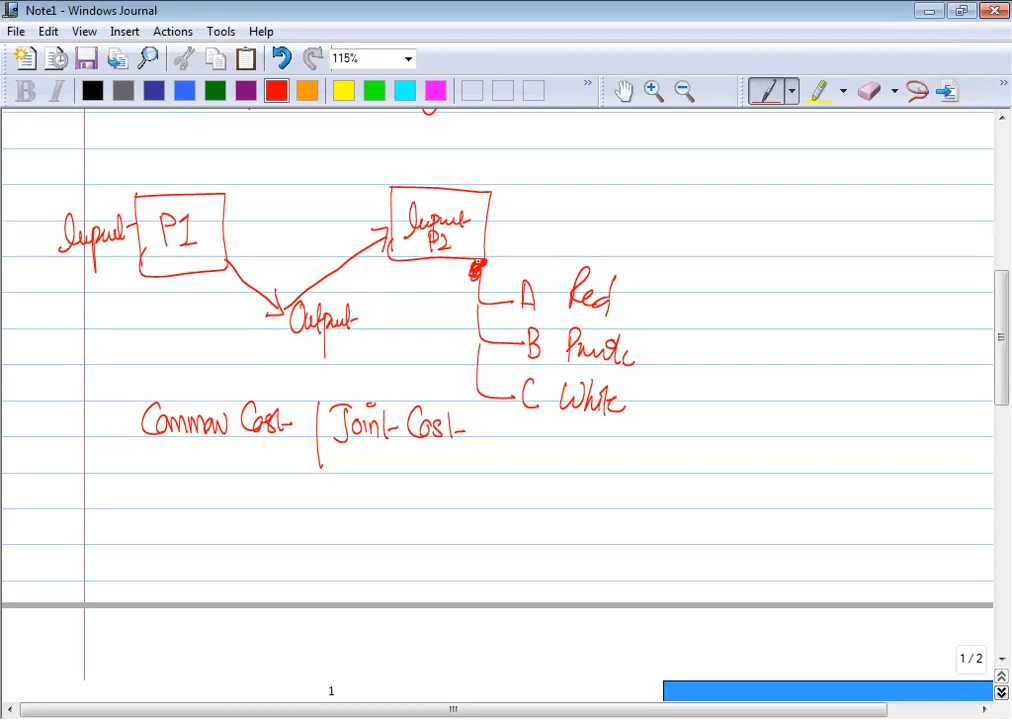 Note1 - Windows Journal
File Edit View Insert Actions Tools Help
115%
B I
Input P1
Input
P2
Output
A Red
B Pink
C White
Common Cost | Joint Cost
1 / 2
1